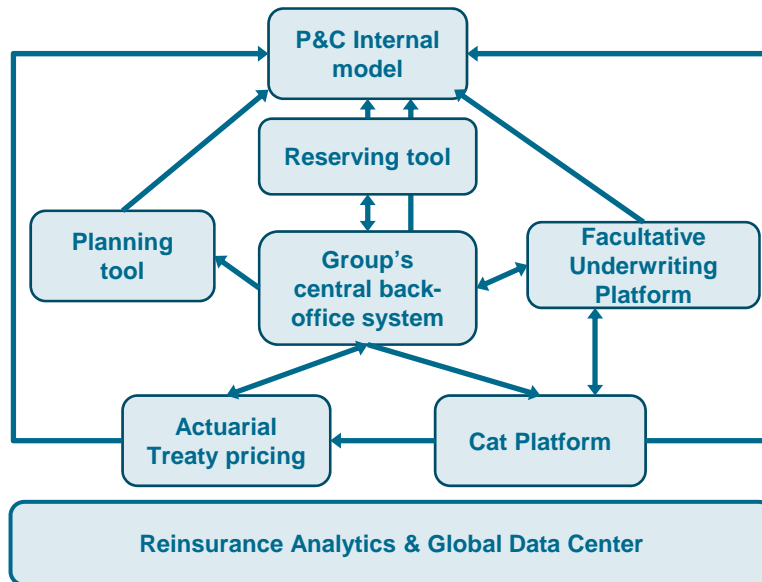 P&C Internal
model
Reserving tool
Planning
tool
Group’s
central back-
office system
Facultative
Underwriting
Platform
Actuarial
Treaty pricing
Cat Platform
Reinsurance Analytics & Global Data Center